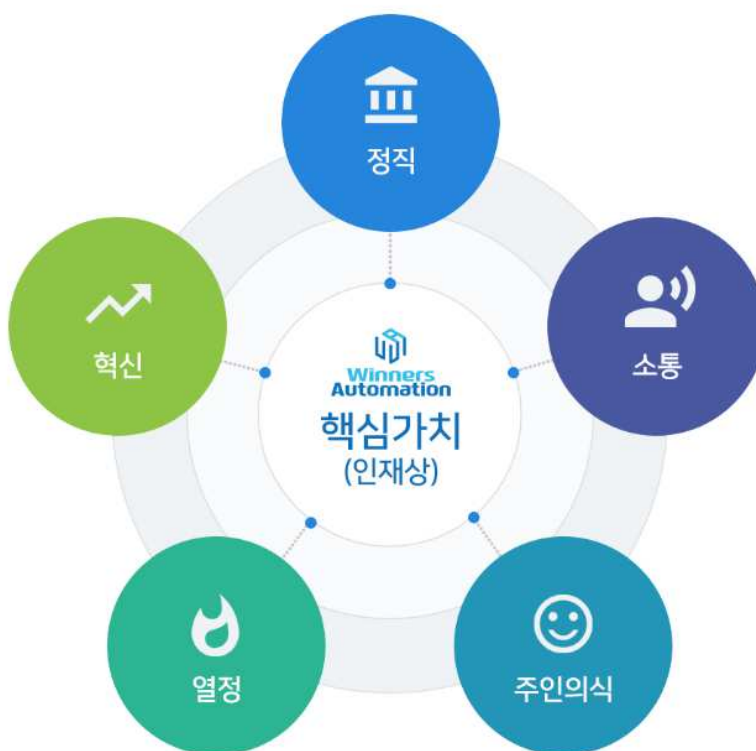 정직
혁신
소통
Winners
Automation
핵심가치
(인재상)
열정
주인의식